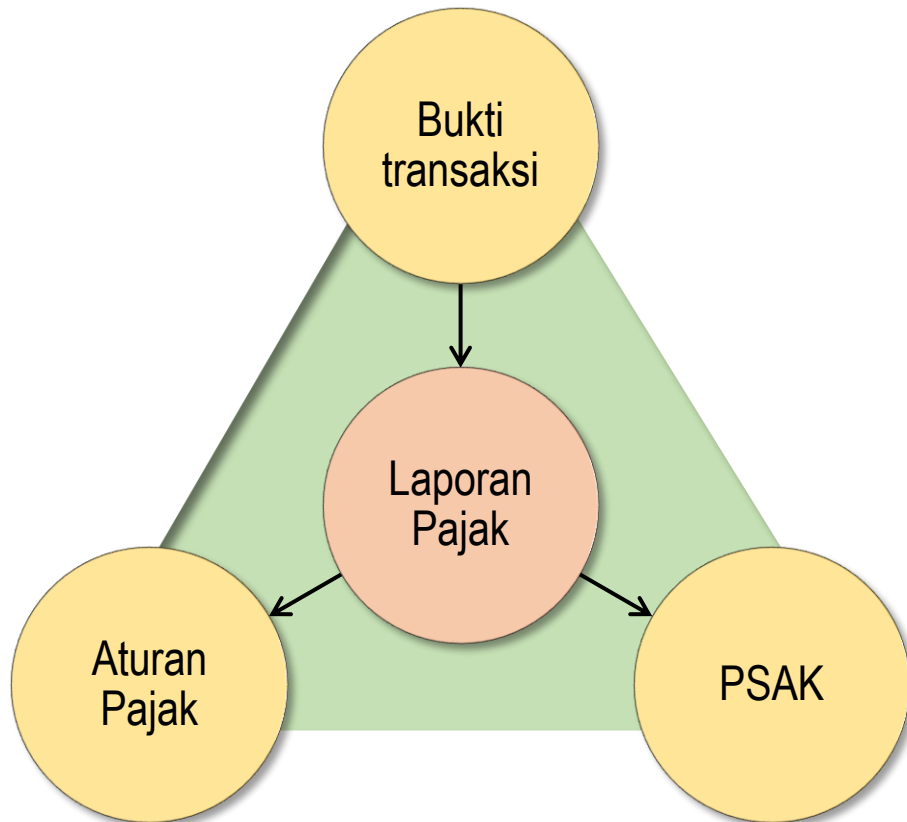 Bukti
transaksi
Laporan
Pajak
Aturan
Pajak
PSAK